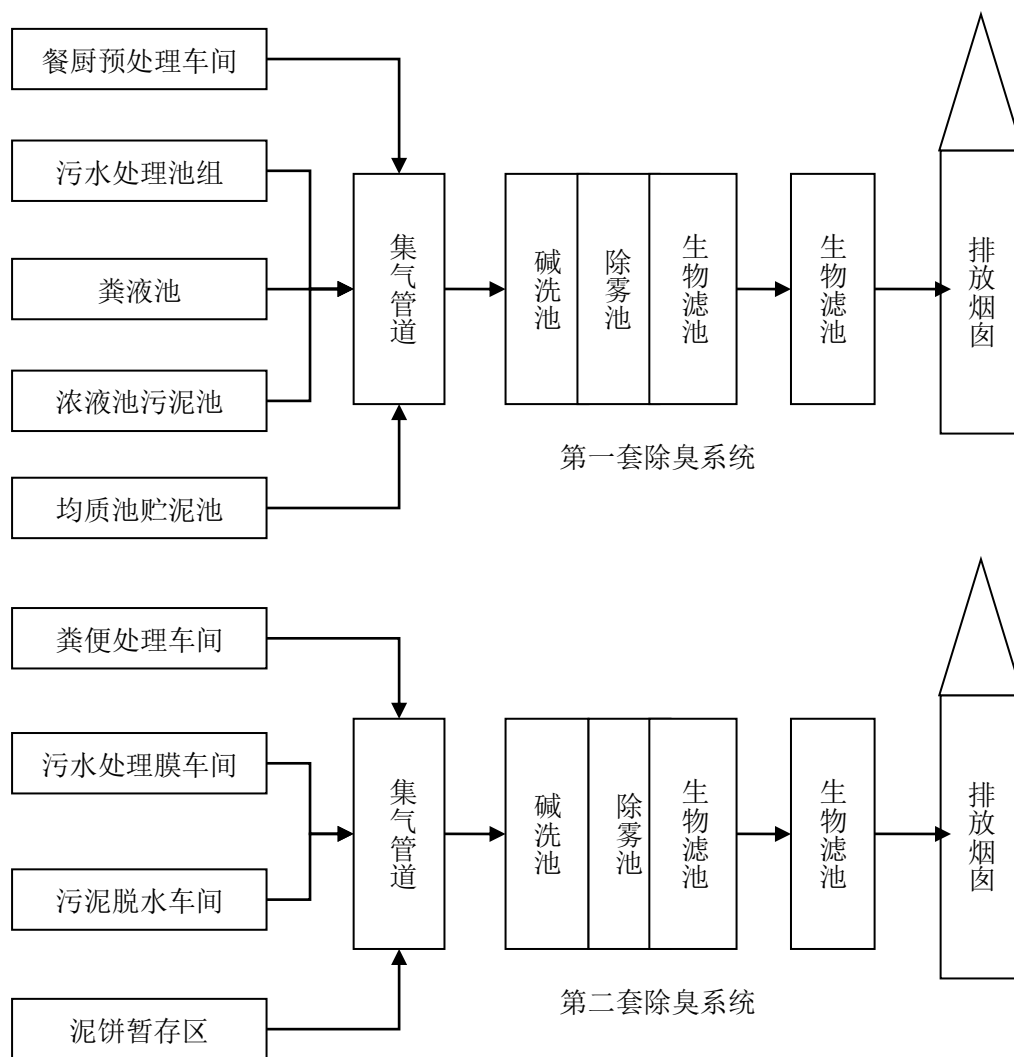 餐厨预处理车间
污水处理池组
粪液池
浓液池污泥池
均质池贮泥池
集气管道
碱洗池
除雾池
生物滤池
生物滤池
排放烟囱
第一套除臭系统
粪便处理车间
污水处理膜车间
污泥脱水车间
泥饼暂存区
集气管道
碱洗池
除雾池
生物滤池
生物滤池
排放烟囱
第二套除臭系统